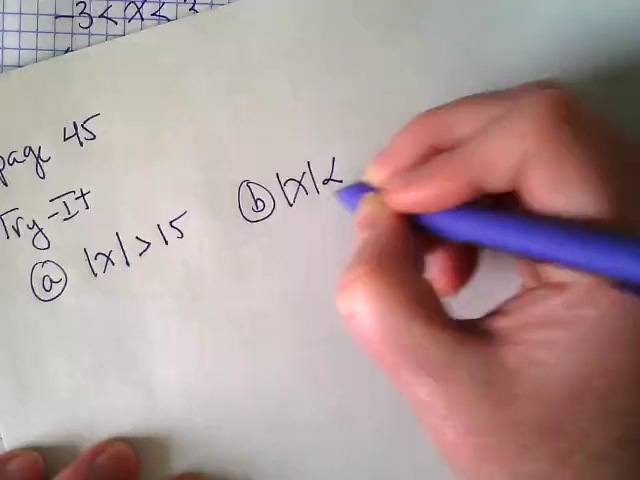 -3<x<
page 45
Try-It
ⓐ |x|>15
ⓑ |x|<